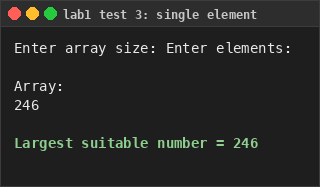 lab1 test 3: single element
Enter array size: Enter elements:
Array:
246
Largest suitable number = 246